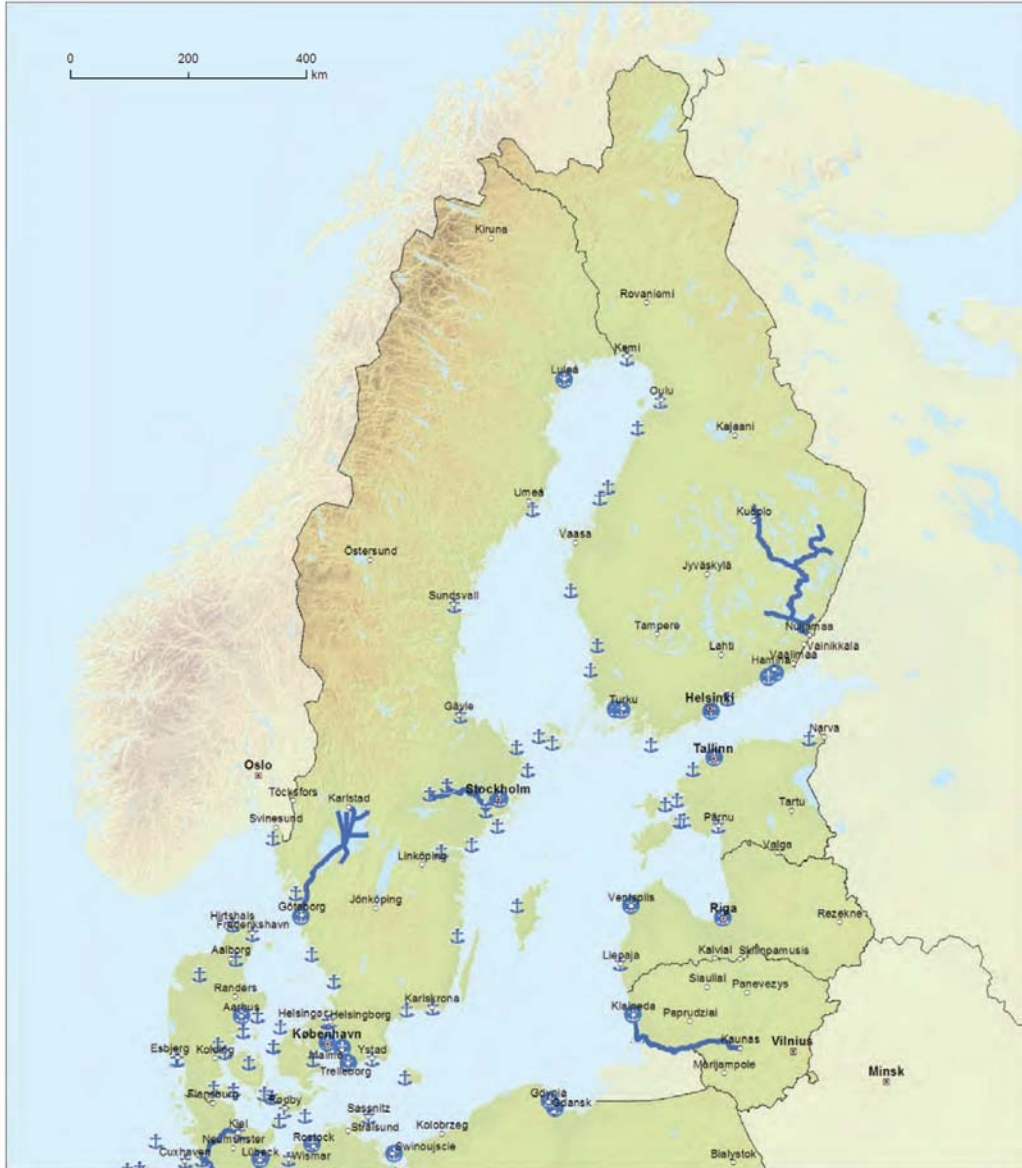 0 200 400
km
Kiruna
Rovaniemi
Kemi
Luleå
Oulu
Kajaani
Umeå
Kuopio
Vaasa
Östersund
Jyväskylä
Sundsvall
Tampere
Nuijamaa
Vainikkala
Lahti
Vaalimaa
Hamina
Turku
Helsinki
Gävle
Narva
Tallinn
Oslo
Töcksfors
Karlstad
Stockholm
Tartu
Svinesund
Pärnu
Linköping
Valga
Jönköping
Ventspils
Göteborg
Riga
Rezekne
Hirtshals
Frederikshavn
Aalborg
Kalviai
Skilinpamusis
Liepaja
Randers
Siauliai
Panevezys
Karlskrona
Aarhus
Klaipeda
Helsingør
Helsingborg
Paprudziai
København
Kaunas
Vilnius
Esbjerg
Kolding
Malmö
Ystad
Trelleborg
Marijampole
Minsk
Flensburg
Rodby
Gdynia
Gdansk
Sassnitz
Kiel
Stralsund
Kolobrzeg
Neumünster
Rostock
Cuxhaven
Lübeck
Wismar
Swinoujscie
Bialystok